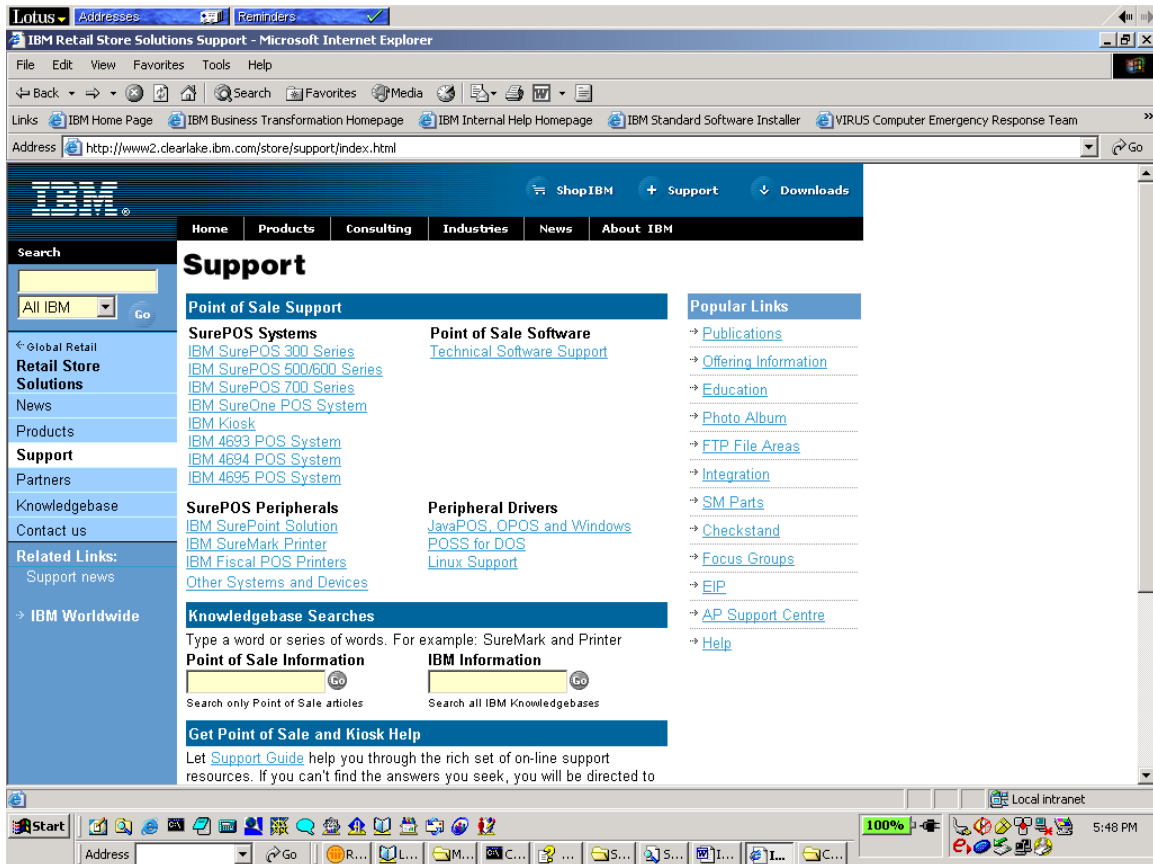 Lotus Addresses Reminders
IBM Retail Store Solutions Support - Microsoft Internet Explorer
File Edit View Favorites Tools Help
Back Search Favorites Media
Links IBM Home Page IBM Business Transformation Homepage IBM Internal Help Homepage IBM Standard Software Installer VIRUS Computer Emergency Response Team »
Address http://www2.clearlake.ibm.com/store/support/index.html Go
IBM®
ShopIBM + Support Downloads
Home Products Consulting Industries News About IBM
Search
All IBM Go
Global Retail
Retail Store
Solutions
News
Products
Support
Partners
Knowledgebase
Contact us
Related Links:
Support news
IBM Worldwide
Support
Point of Sale Support
SurePOS Systems
IBM SurePOS 300 Series
IBM SurePOS 500/600 Series
IBM SurePOS 700 Series
IBM SureOne POS System
IBM Kiosk
IBM 4693 POS System
IBM 4694 POS System
IBM 4695 POS System
Point of Sale Software
Technical Software Support
SurePOS Peripherals
IBM SurePoint Solution
IBM SureMark Printer
IBM Fiscal POS Printers
Other Systems and Devices
Peripheral Drivers
JavaPOS, OPOS and Windows
POSS for DOS
Linux Support
Knowledgebase Searches
Type a word or series of words. For example: SureMark and Printer
Point of Sale Information
Go
Search only Point of Sale articles
IBM Information
Go
Search all IBM Knowledgebases
Get Point of Sale and Kiosk Help
Let Support Guide help you through the rich set of on-line support
resources. If you can't find the answers you seek, you will be directed to
Popular Links
Publications
Offering Information
Education
Photo Album
FTP File Areas
Integration
SM Parts
Checkstand
Focus Groups
EIP
AP Support Centre
Help
Local intranet
Start 100% 5:48 PM
Address Go R... L... M... C... ... S... S... I... I... C...